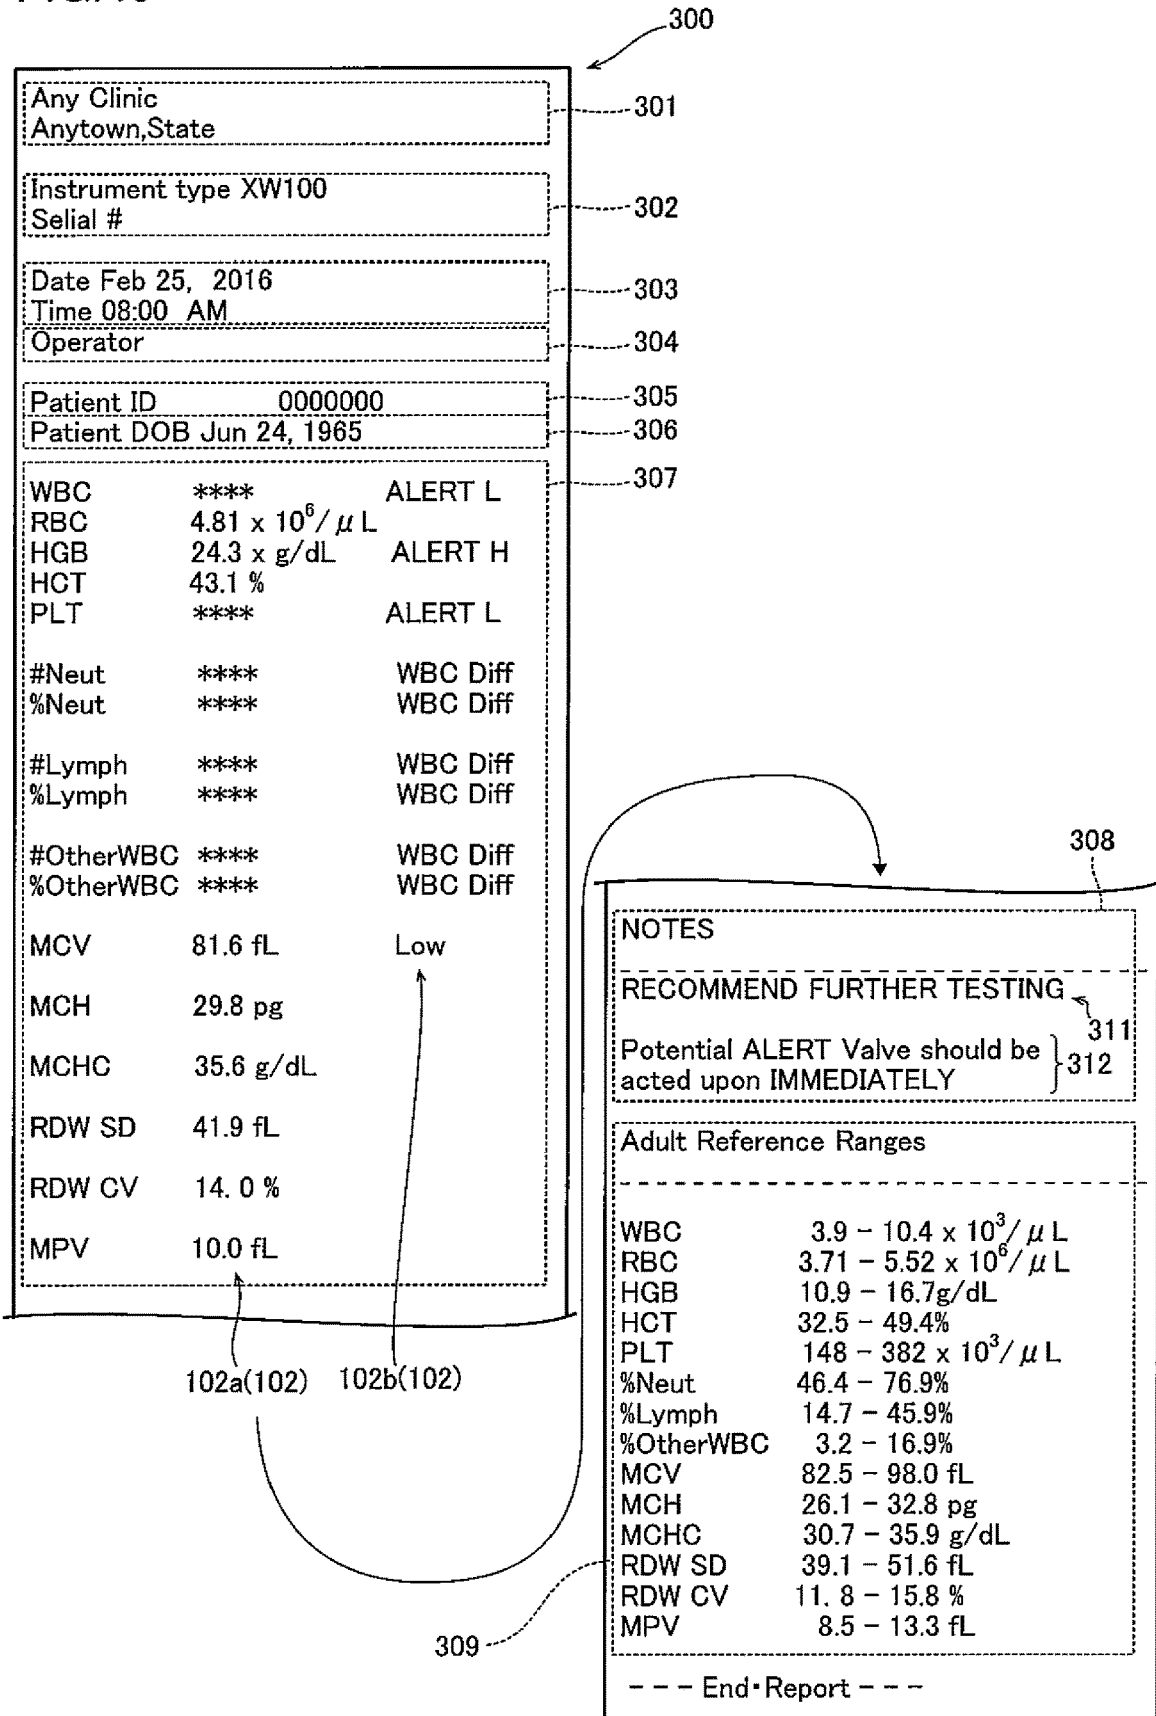 300
Any Clinic
Anytown,State
301
Instrument type XW100
Selial #
302
Date Feb 25, 2016
Time 08:00 AM
303
Operator
304
Patient ID 0000000
305
Patient DOB Jun 24, 1965
306
307
WBC **** ALERT L
RBC 4.81 x 10⁶/μL
HGB 24.3 x g/dL ALERT H
HCT 43.1 %
PLT **** ALERT L
#Neut **** WBC Diff
%Neut **** WBC Diff
#Lymph **** WBC Diff
%Lymph **** WBC Diff
#OtherWBC **** WBC Diff
%OtherWBC **** WBC Diff
MCV 81.6 fL Low
MCH 29.8 pg
MCHC 35.6 g/dL
RDW SD 41.9 fL
RDW CV 14. 0 %
MPV 10.0 fL
102a(102) 102b(102)
308
NOTES
RECOMMEND FURTHER TESTING
311
Potential ALERT Valve should be
acted upon IMMEDIATELY
312
Adult Reference Ranges
WBC 3.9 – 10.4 x 10³/μL
RBC 3.71 – 5.52 x 10⁶/μL
HGB 10.9 – 16.7g/dL
HCT 32.5 – 49.4%
PLT 148 – 382 x 10³/μL
%Neut 46.4 – 76.9%
%Lymph 14.7 – 45.9%
%OtherWBC 3.2 – 16.9%
MCV 82.5 – 98.0 fL
MCH 26.1 – 32.8 pg
MCHC 30.7 – 35.9 g/dL
RDW SD 39.1 – 51.6 fL
RDW CV 11. 8 – 15.8 %
MPV 8.5 – 13.3 fL
309
- - - End・Report - - -